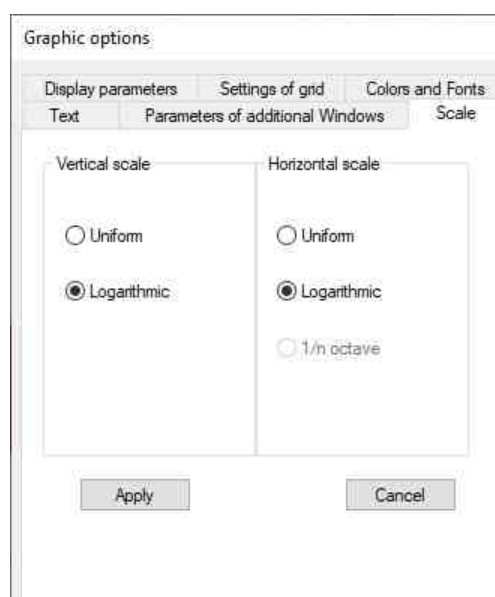 Graphic options
Display parameters Settings of grid Colors and Fonts
Text Parameters of additional Windows Scale
Vertical scale Horizontal scale
Uniform Uniform
Logarithmic Logarithmic
1/n octave
Apply Cancel